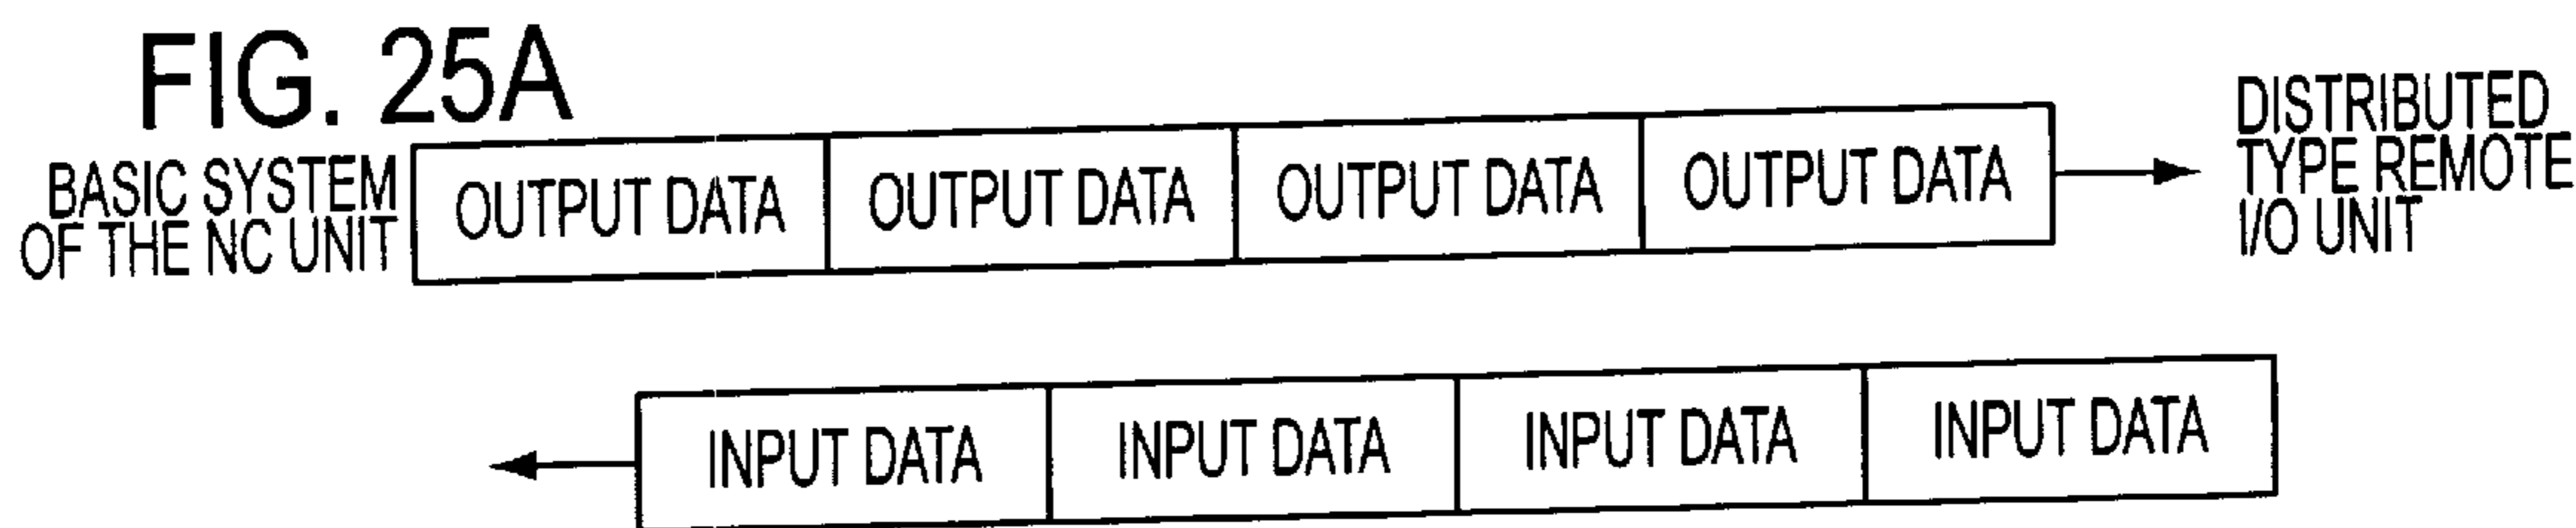 FIG. 25A
BASIC SYSTEM
OF THE NC UNIT
OUTPUT DATA OUTPUT DATA OUTPUT DATA OUTPUT DATA
DISTRIBUTED
TYPE REMOTE
I/O UNIT
INPUT DATA INPUT DATA INPUT DATA INPUT DATA